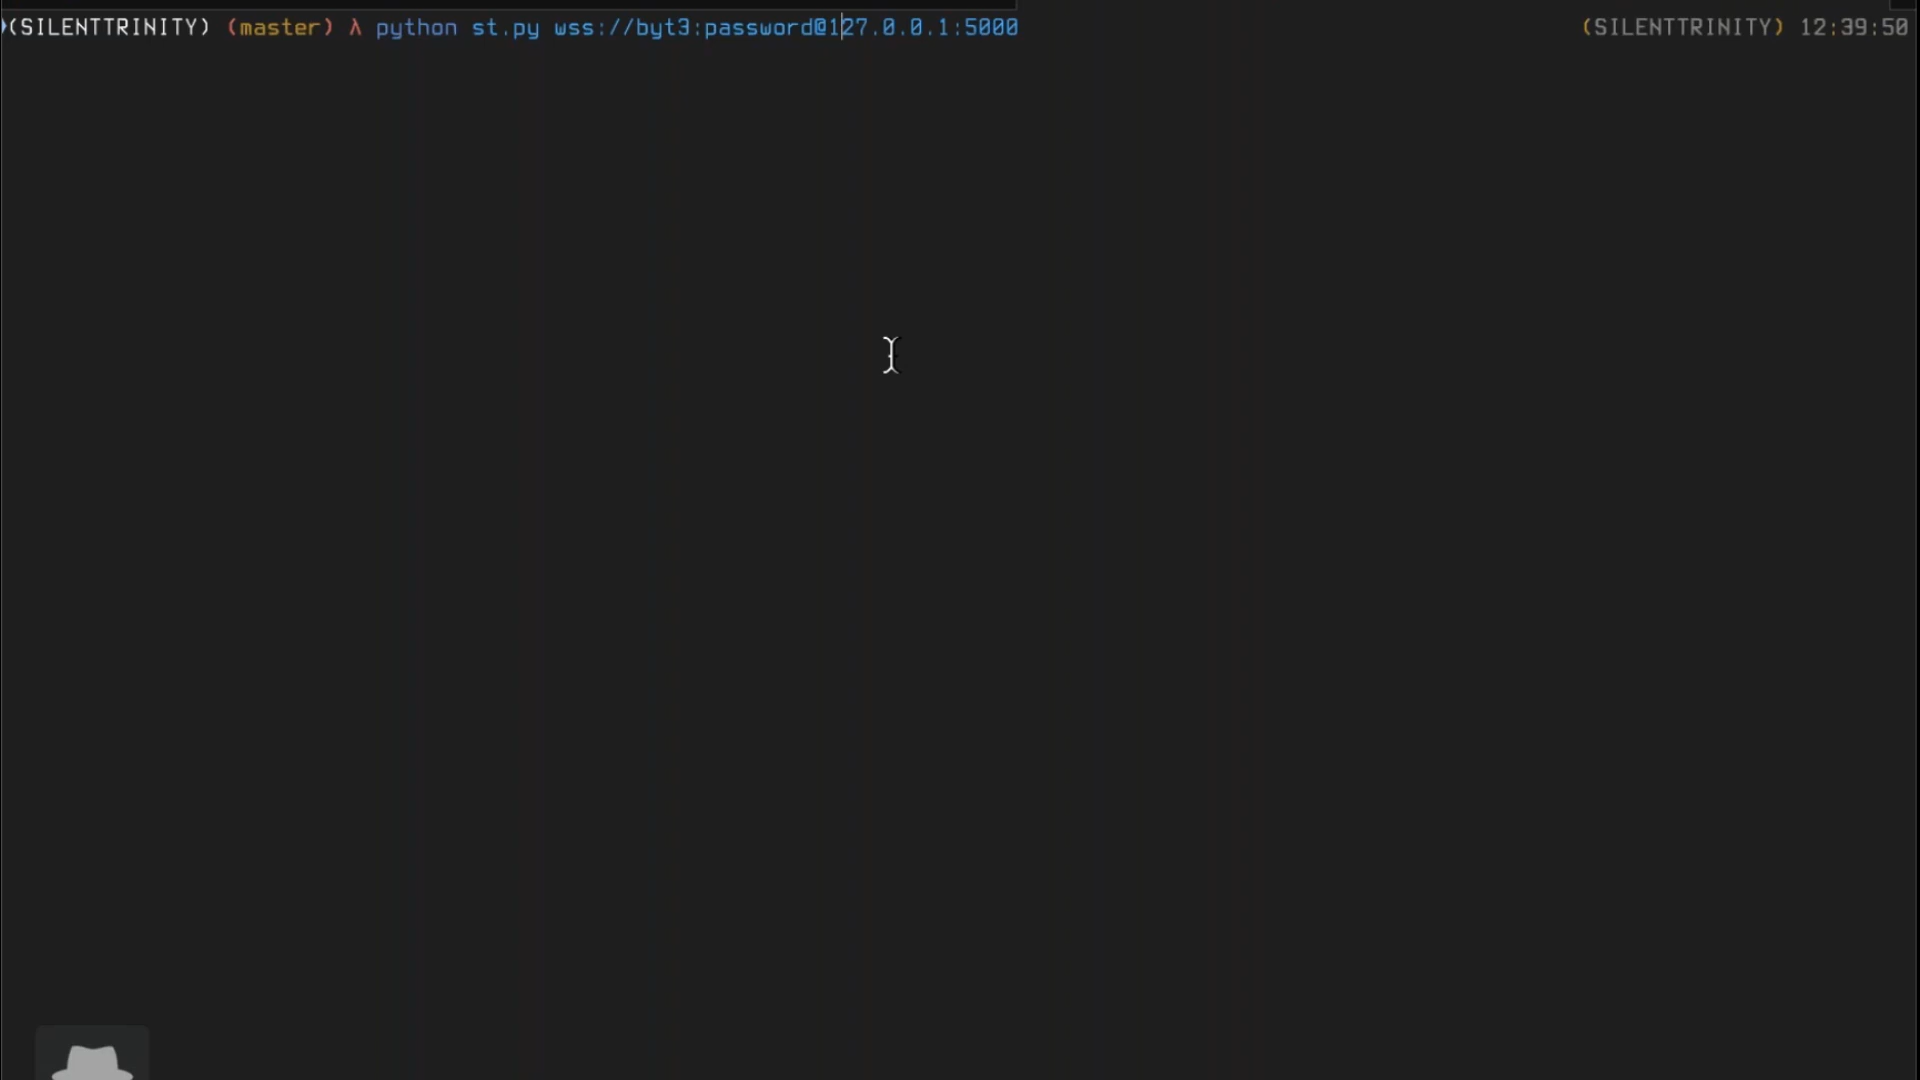 (SILENTTRINITY) (master) λ python st.py wss://byt3:password@127.0.0.1:5000 (SILENTTRINITY) 12:39:50